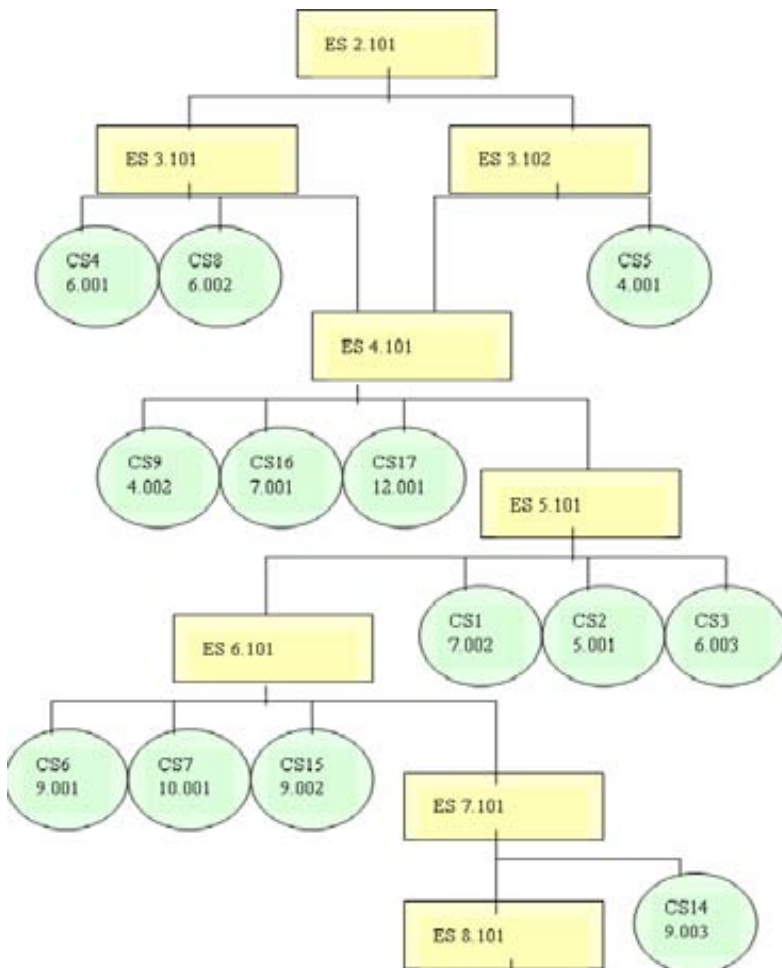 ES 2.101
ES 3.101
ES 3.102
CS4
6.001
CS8
6.002
CS5
4.001
ES 4.101
CS9
4.002
CS16
7.001
CS17
12.001
ES 5.101
CS1
7.002
CS2
5.001
CS3
6.003
ES 6.101
CS6
9.001
CS7
10.001
CS15
9.002
ES 7.101
CS14
9.003
ES 8.101